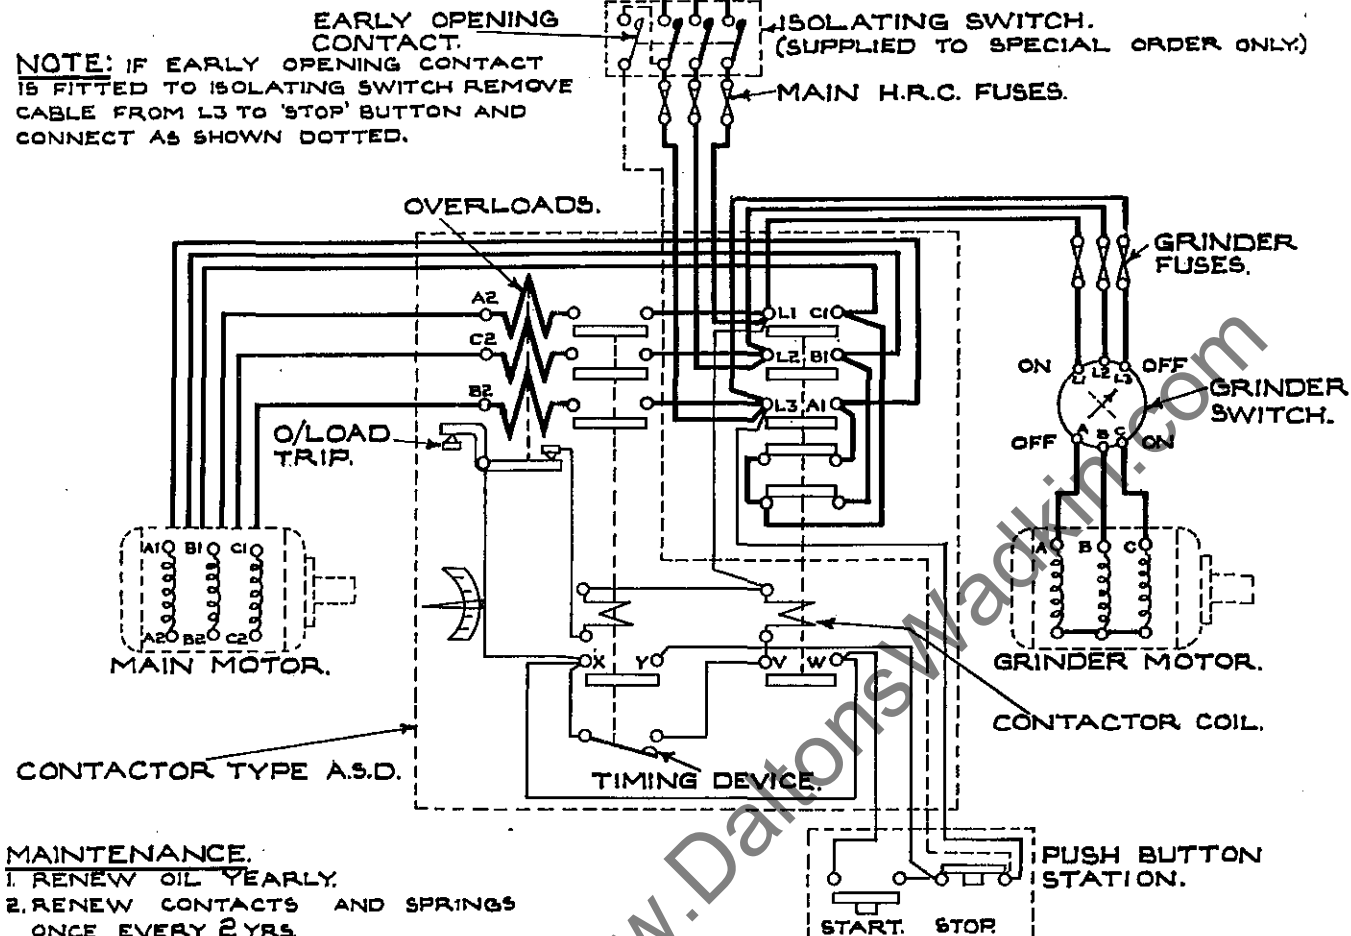 EARLY OPENING
CONTACT.
ISOLATING SWITCH.
(SUPPLIED TO SPECIAL ORDER ONLY.)
NOTE: IF EARLY OPENING CONTACT
IS FITTED TO ISOLATING SWITCH REMOVE
CABLE FROM L3 TO 'STOP' BUTTON AND
CONNECT AS SHOWN DOTTED.
MAIN H.R.C. FUSES.
OVERLOADS.
GRINDER
FUSES.
A2
L1 C1
C2
L2 B1
B2
L3 A1
ON
OFF
L1 L2 L3
GRINDER
SWITCH.
O/LOAD
TRIP.
OFF
A B C
ON
A1 B1 C1
A B C
A2 B2 C2
MAIN MOTOR.
X Y V W
GRINDER MOTOR.
CONTACTOR COIL.
CONTACTOR TYPE A.S.D.
TIMING DEVICE.
MAINTENANCE.
1. RENEW OIL YEARLY.
2. RENEW CONTACTS AND SPRINGS
ONCE EVERY 2 YRS
PUSH BUTTON
STATION.
START. STOP.
w.DaltonsWadkin.com